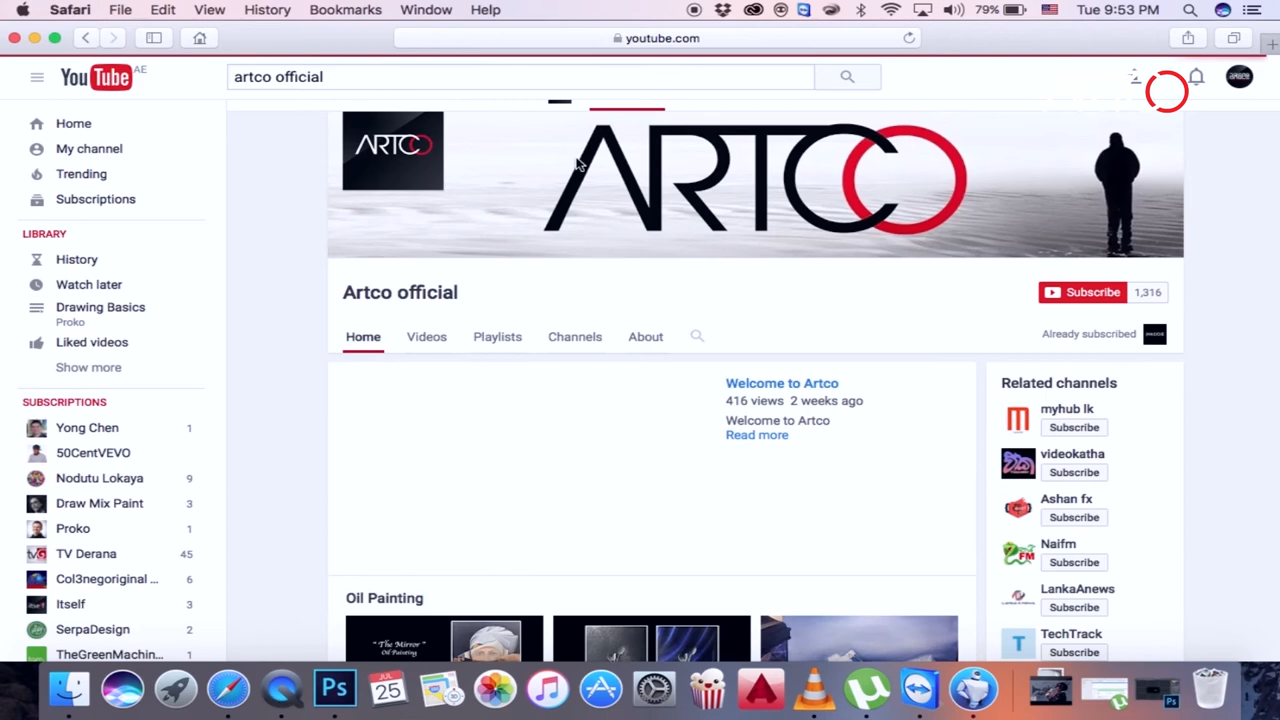 Safari File Edit View History Bookmarks Window Help 79% Tue 9:53 PM
youtube.com
YouTube AE artco official
ARTCO ARTCO
Home
My channel
Trending
Subscriptions
LIBRARY
History
Watch later
Drawing Basics
Proko
Liked videos
Show more
SUBSCRIPTIONS
Yong Chen 1
50CentVEVO
Nodutu Lokaya 9
Draw Mix Paint 3
Proko 1
TV Derana 45
Col3negoriginal ... 6
Itself 3
SerpaDesign 2
TheGreenMachin... 1
Artco official
Subscribe 1,316
Home Videos Playlists Channels About
Already subscribed
Welcome to Artco
416 views 2 weeks ago
Welcome to Artco
Read more
Oil Painting
" The Mirror "
Oil Painting
Related channels
myhub lk
Subscribe
videokatha
Subscribe
Ashan fx
Subscribe
Naifm
Subscribe
LankaAnews
Subscribe
TechTrack
Subscribe
JUL
25
Ps